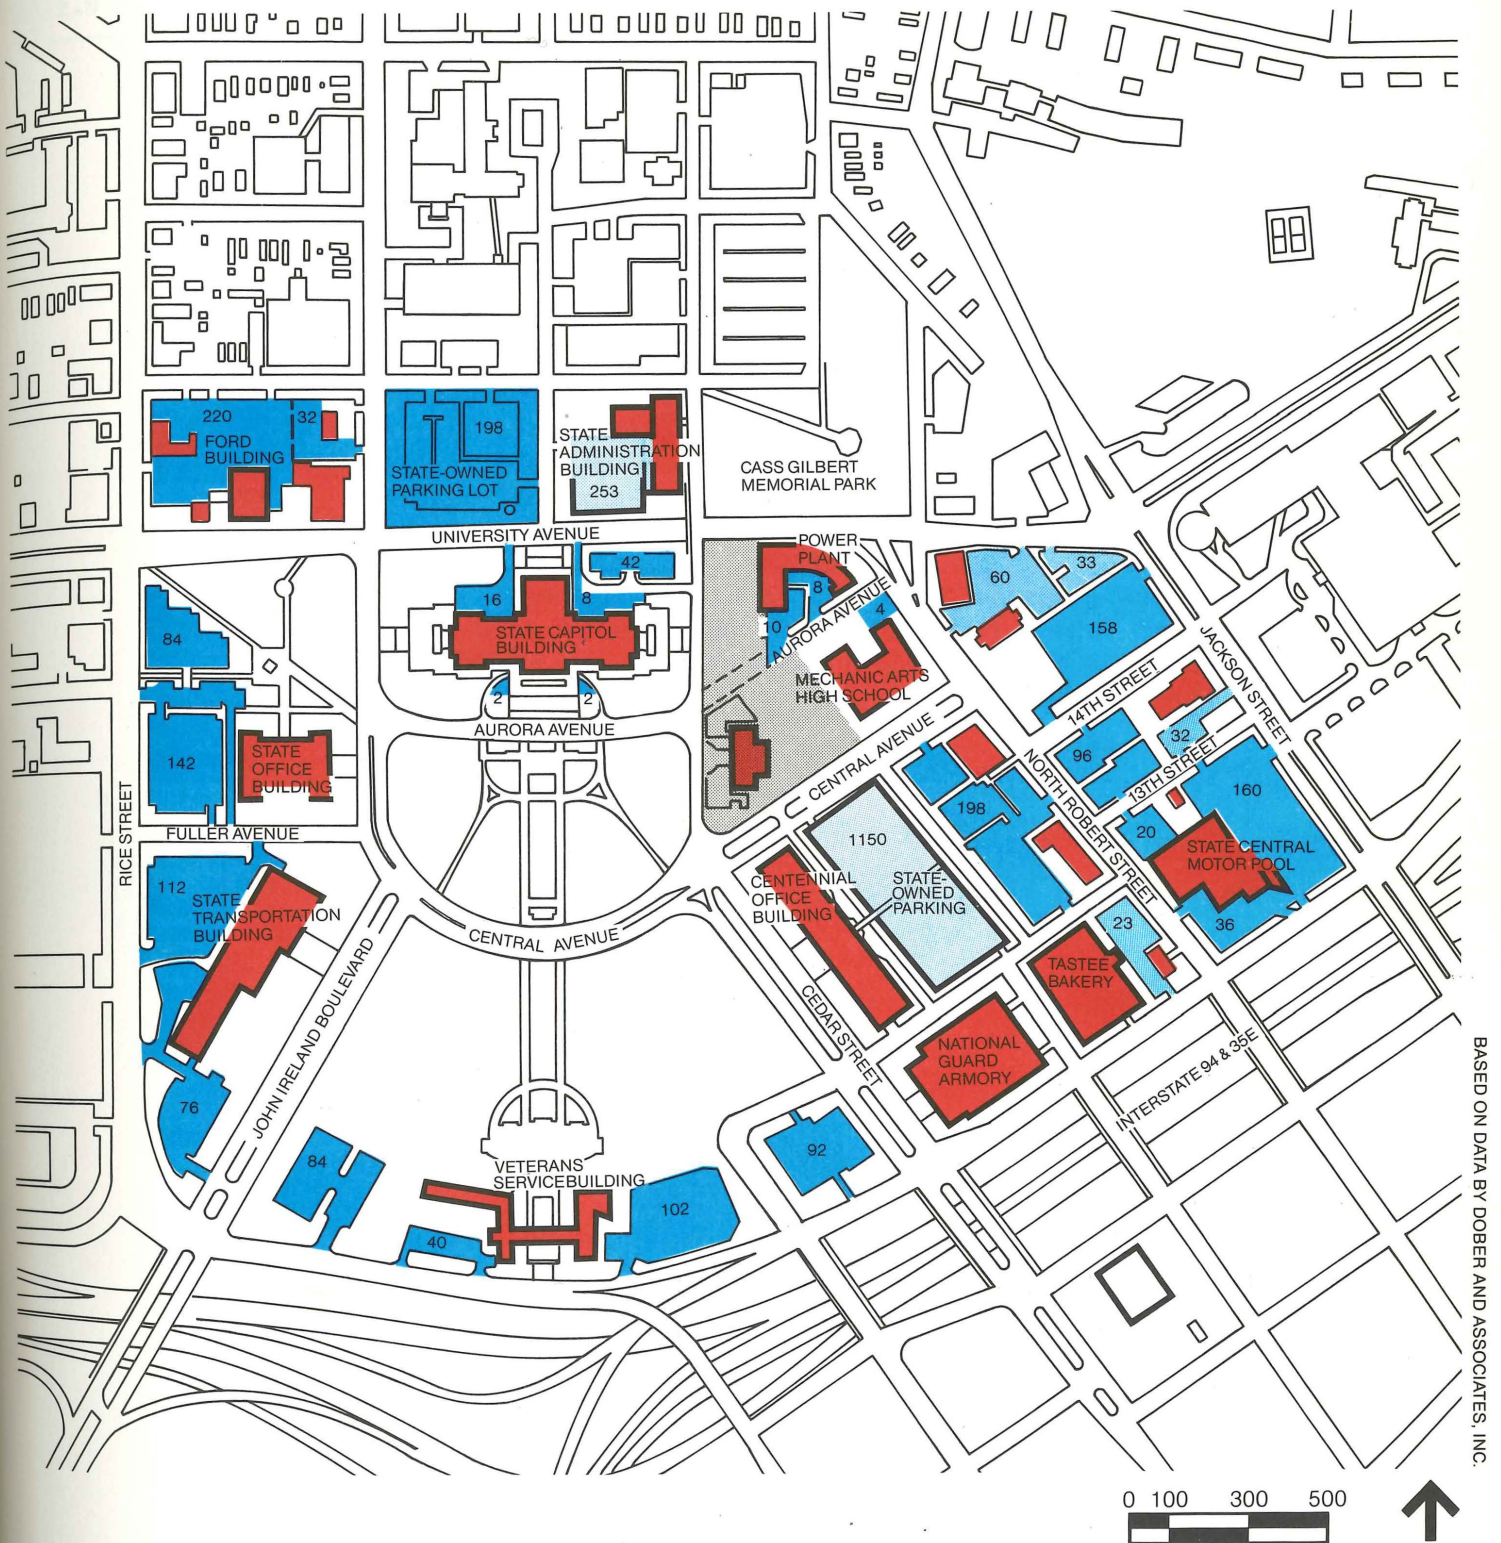 220
32
FORD
BUILDING
198
STATE-OWNED
PARKING LOT
STATE
ADMINISTRATION
BUILDING
253
CASS GILBERT
MEMORIAL PARK
UNIVERSITY AVENUE
POWER
PLANT
42
16
8
STATE CAPITOL
BUILDING
2
2
AURORA AVENUE
8
10
4
AURORA AVENUE
MECHANIC ARTS
HIGH SCHOOL
60
33
158
14TH STREET
JACKSON STREET
84
142
STATE
OFFICE
BUILDING
RICE STREET
FULLER AVENUE
CENTRAL AVENUE
NORTH ROBERT STREET
96
32
13TH STREET
160
198
20
STATE CENTRAL
MOTOR POOL
36
1150
STATE-
OWNED
PARKING
CENTENNIAL
OFFICE
BUILDING
112
STATE
TRANSPORTATION
BUILDING
CENTRAL AVENUE
23
TASTEE
BAKERY
CEDAR STREET
NATIONAL
GUARD
ARMORY
JOHN IRELAND BOULEVARD
INTERSTATE 94 & 35E
76
84
40
VETERANS
SERVICE BUILDING
102
92
BASED ON DATA BY DOBER AND ASSOCIATES, INC.
0 100 300 500